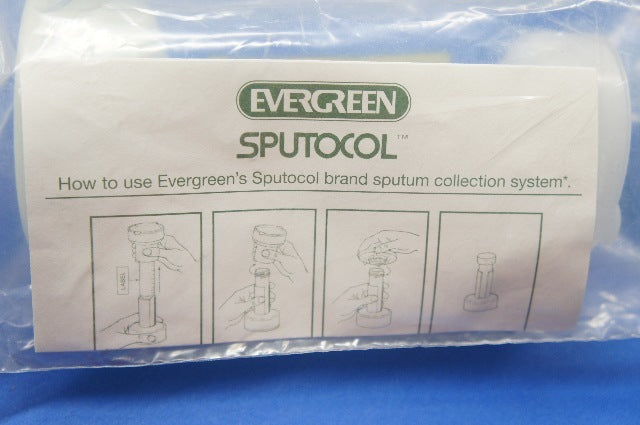 EVERGREEN
SPUTOCOL™
How to use Evergreen's Sputocol brand sputum collection system*.
LABEL